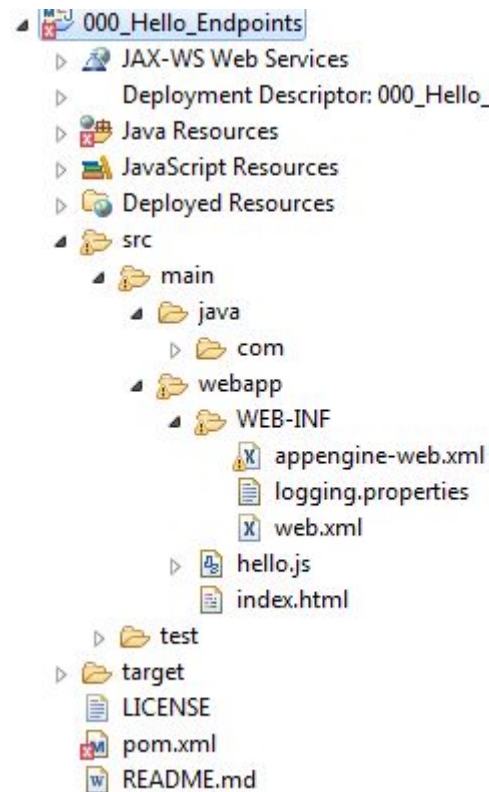 000_Hello_Endpoints
JAX-WS Web Services
Deployment Descriptor: 000_Hello_
Java Resources
JavaScript Resources
Deployed Resources
src
main
java
com
webapp
WEB-INF
appengine-web.xml
logging.properties
web.xml
hello.js
index.html
test
target
LICENSE
pom.xml
README.md